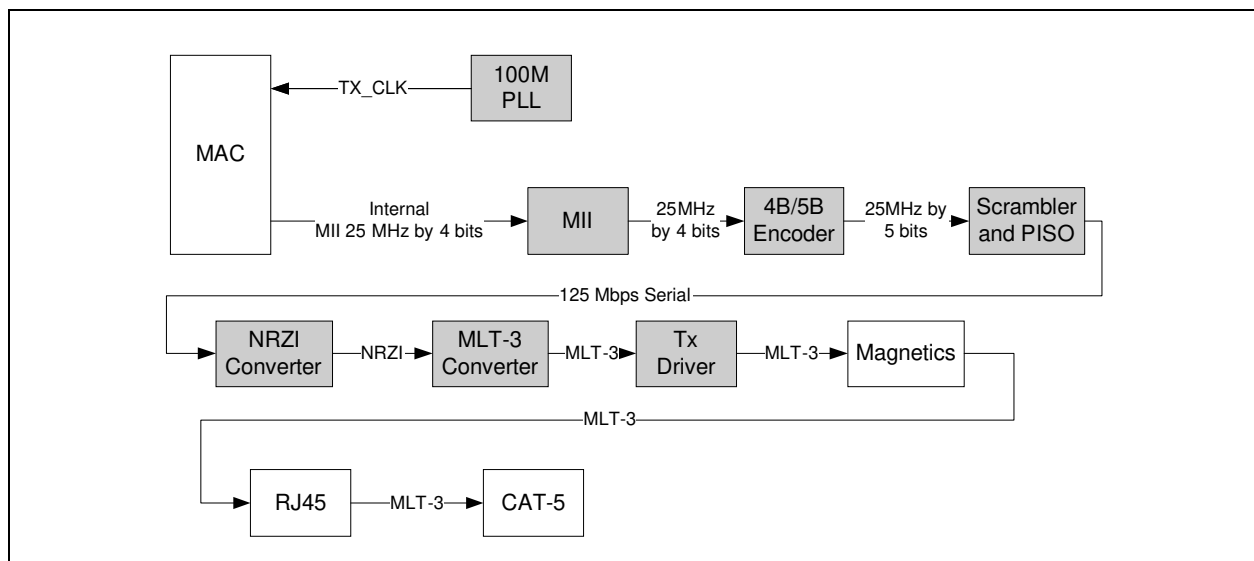 100M
PLL
TX_CLK
MAC
Internal
MII 25 MHz by 4 bits
MII
25MHz
by 4 bits
4B/5B
Encoder
25MHz by
5 bits
Scrambler
and PISO
125 Mbps Serial
NRZI
Converter
NRZI
MLT-3
Converter
MLT-3
Tx
Driver
MLT-3
Magnetics
MLT-3
RJ45
MLT-3
CAT-5